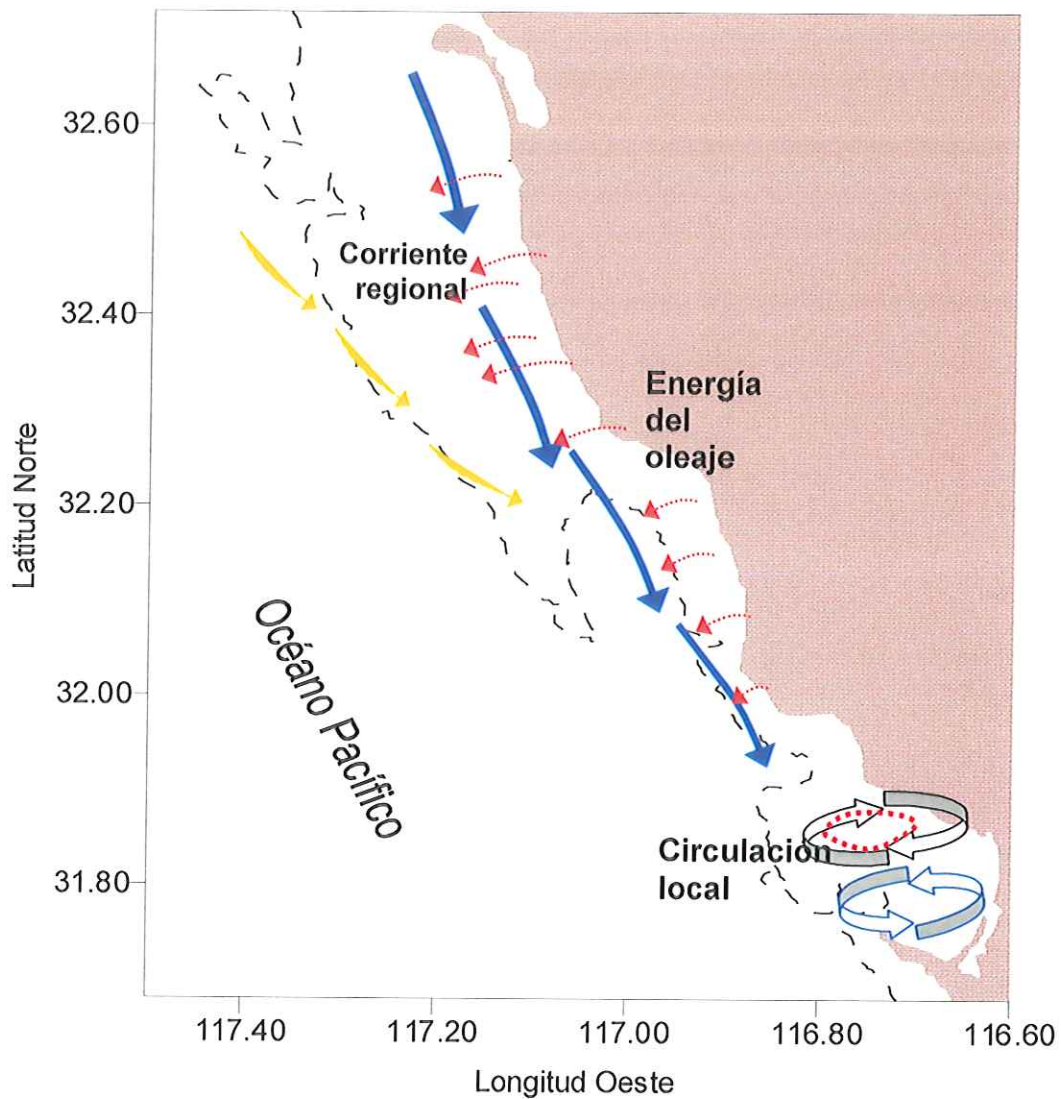 32.60
Corriente
regional
32.40
Energía
del
oleaje
Latitud Norte
32.20
Océano Pacífico
32.00
Circulación
local
31.80
117.40
117.20
117.00
116.80
116.60
Longitud Oeste